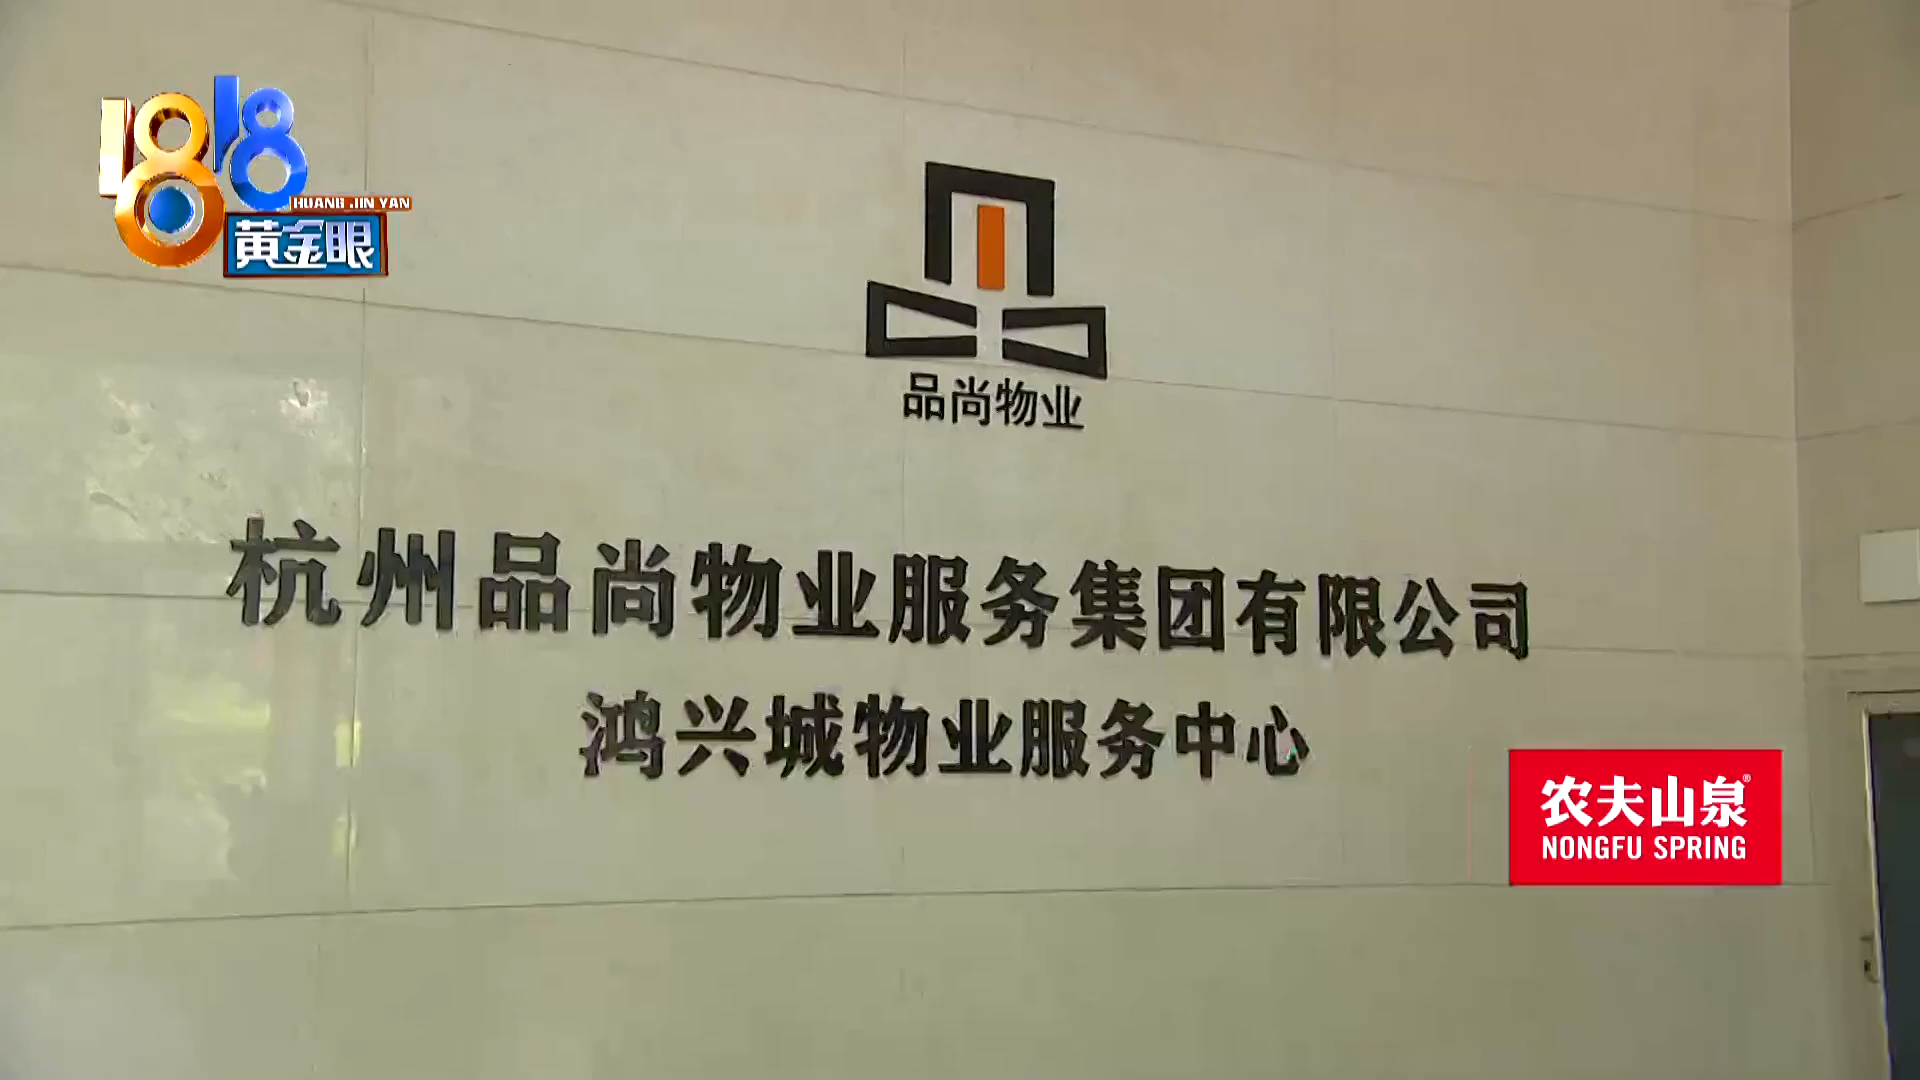 1818
HUANG JIN YAN
黄金眼
品尚物业
杭州品尚物业服务集团有限公司
鸿兴城物业服务中心
农夫山泉®
NONGFU SPRING